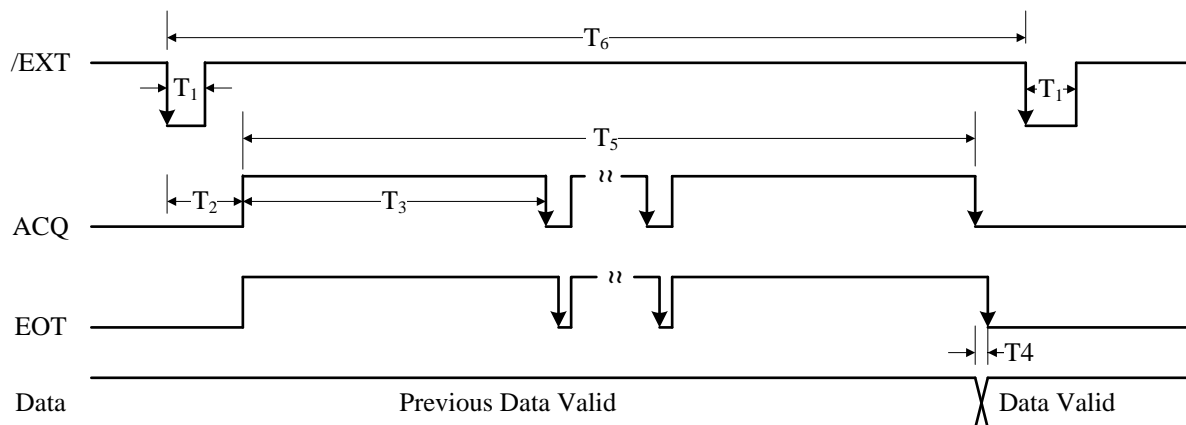 T₆
/EXT
T₁
T₁
T₅
T₂
T₃
≈
ACQ
≈
EOT
T4
Data
Previous Data Valid
Data Valid